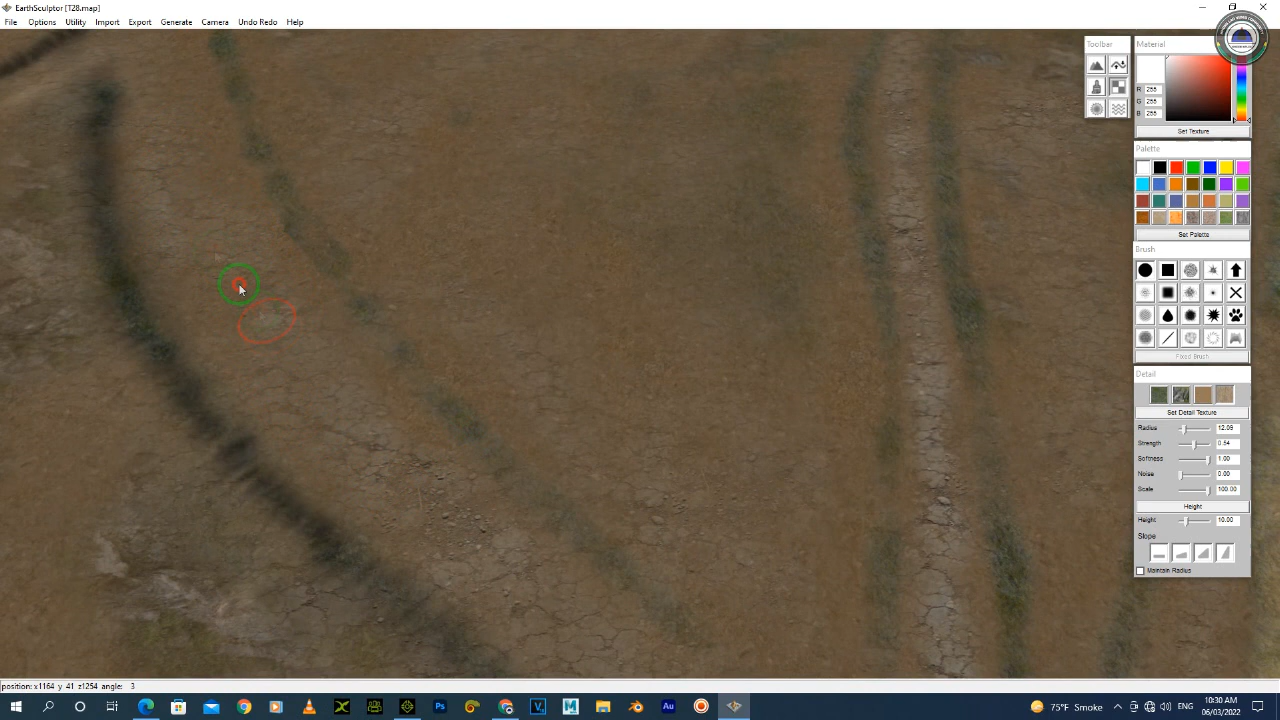 EarthSculptor [T28.map]
File Options Utility Import Export Generate Camera Undo Redo Help
Toolbar
Material
R 255
G 255
B 255
Set Texture
Palette
Set Palette
Brush
Fixed Brush
Detail
Set Detail Texture
Radius 12.09
Strength 0.54
Softness 1.00
Noise 0.00
Scale 100.00
Height
Height 10.00
Slope
Maintain Radius
position: x1164 y 41 z1254 angle: 3
75°F Smoke
ENG
10:30 AM
06/03/2022